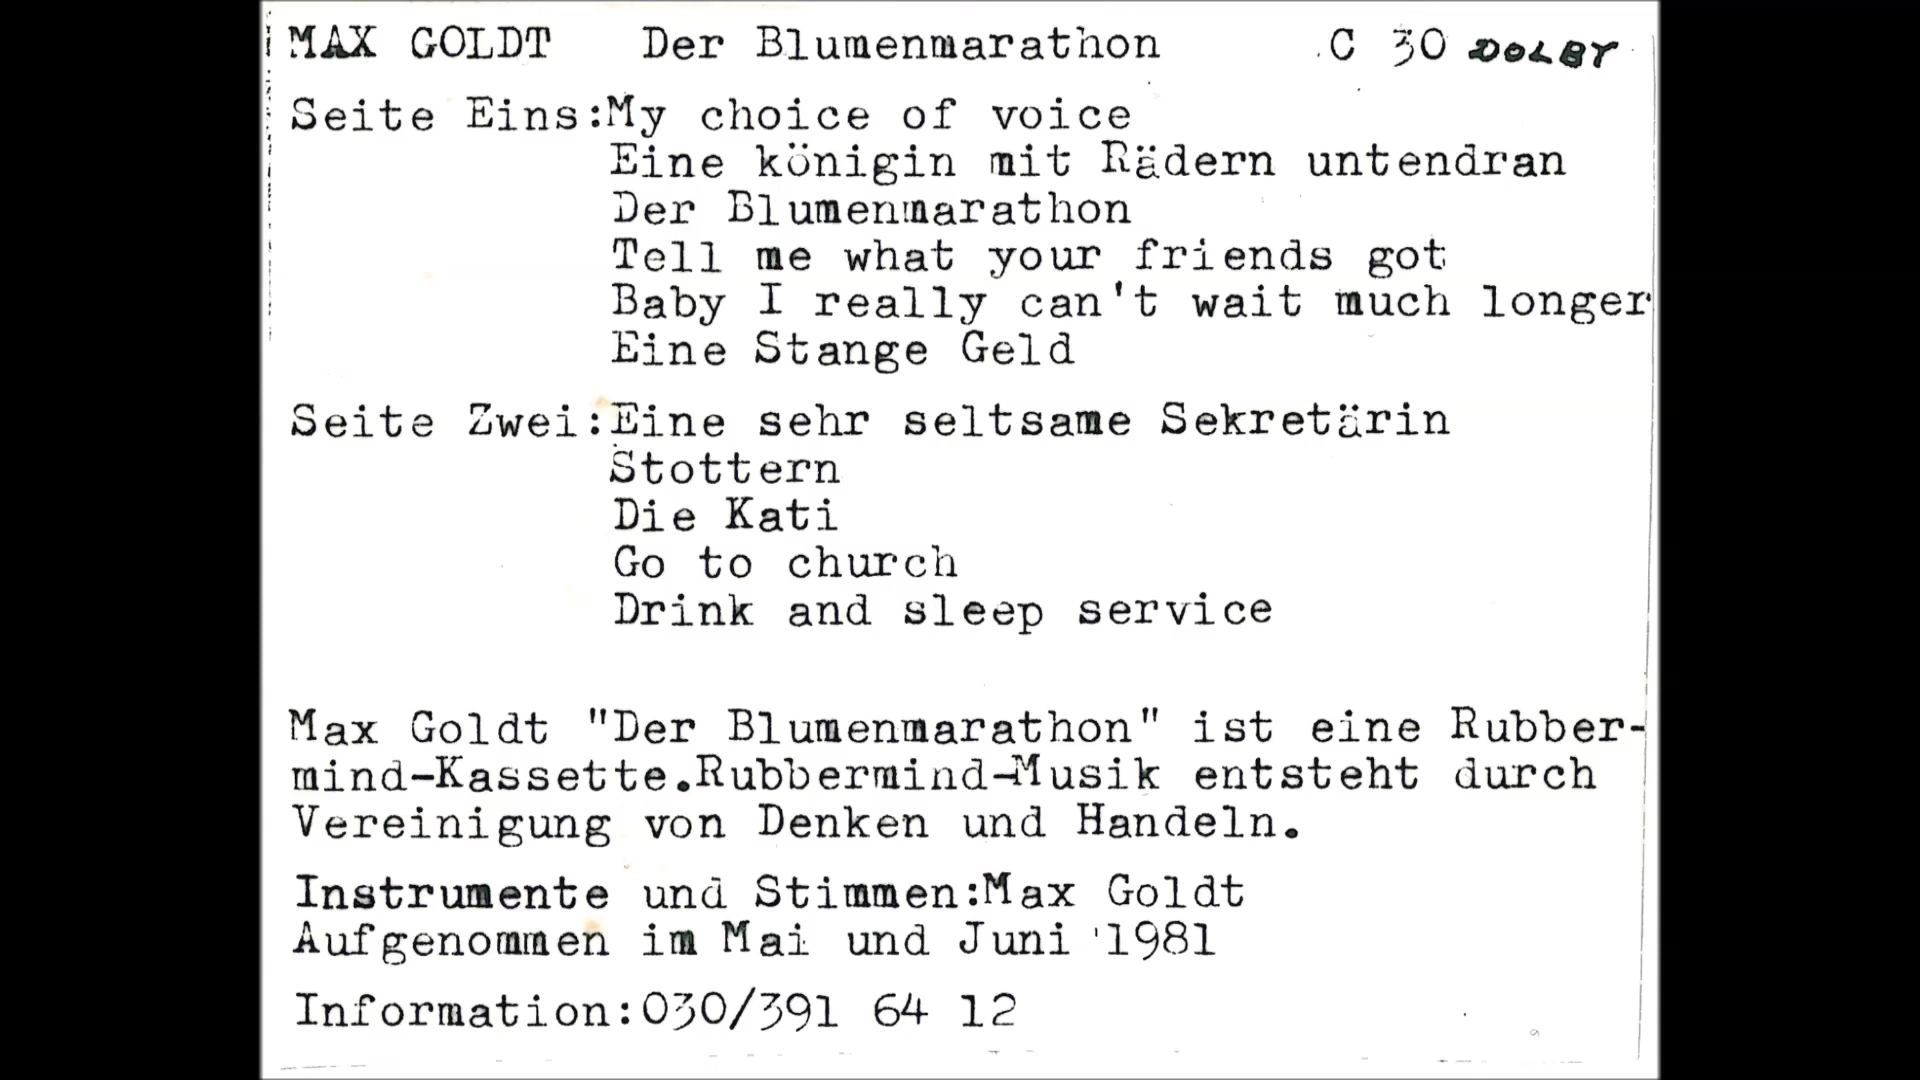 MAX GOLDT Der Blumenmarathon C 30 DOLBY
Seite Eins:My choice of voice
Eine königin mit Rädern untendran
Der Blumenmarathon
Tell me what your friends got
Baby I really can't wait much longer
Eine Stange Geld
Seite Zwei:Eine sehr seltsame Sekretärin
Stottern
Die Kati
Go to church
Drink and sleep service
Max Goldt "Der Blumenmarathon" ist eine Rubber-
mind-Kassette.Rubbermind-Musik entsteht durch
Vereinigung von Denken und Handeln.
Instrumente und Stimmen:Max Goldt
Aufgenommen im Mai und Juni '1981
Information:030/391 64 12